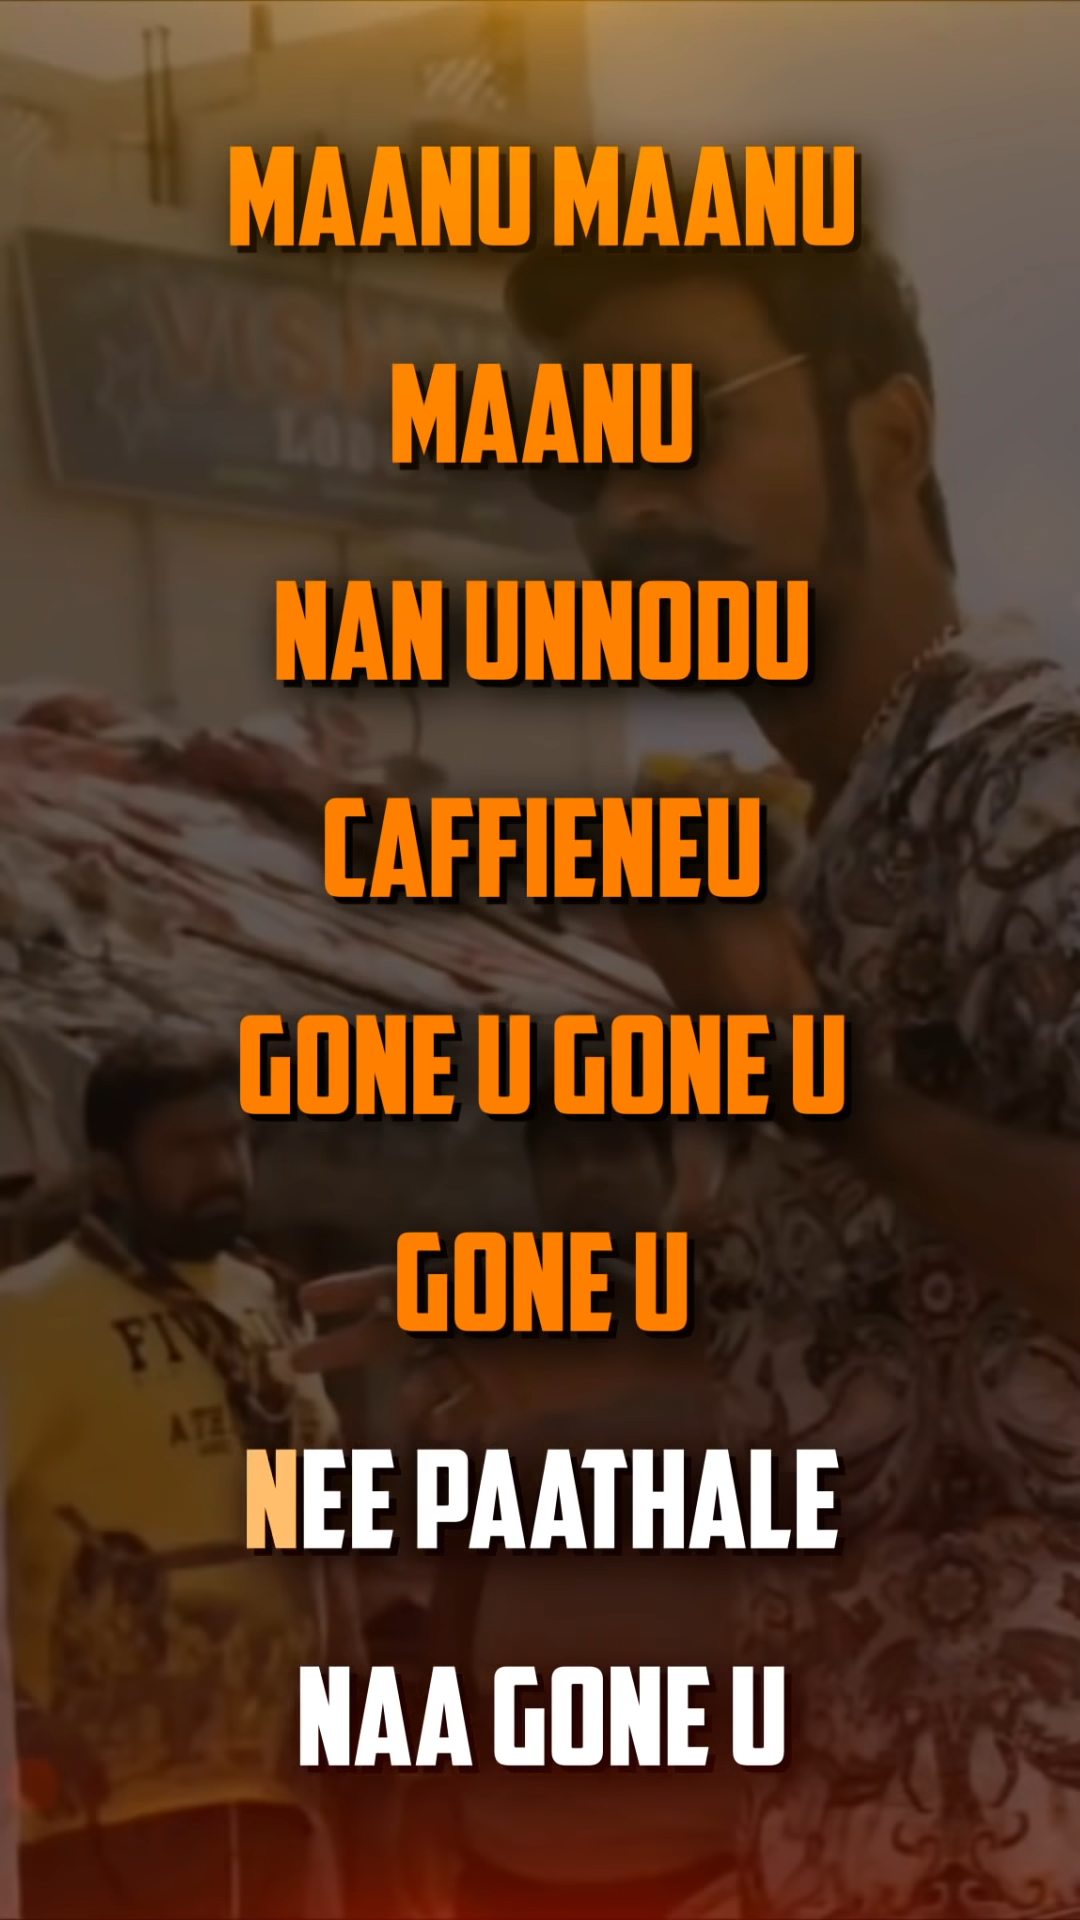 MAANU MAANU
MAANU
NAN UNNODU
CAFFIENEU
GONE U GONE U
GONE U
NEE PAATHALE
NAA GONE U